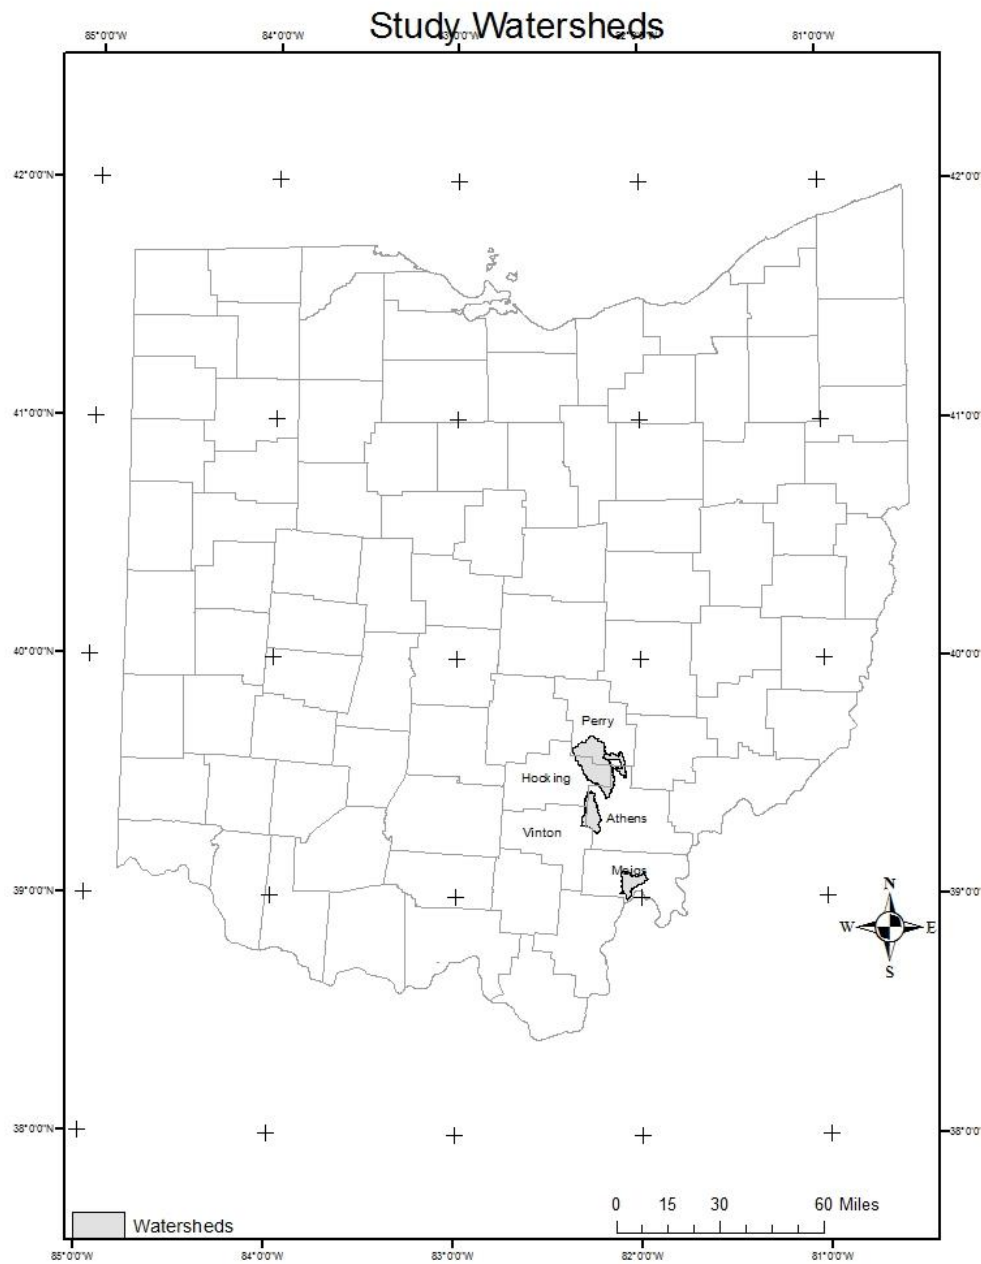 Study Watersheds
85°0'0"W 84°0'0"W 83°0'0"W 82°0'0"W 81°0'0"W
42°0'0"N 42°0'0"
41°0'0"N 41°0'0"
40°0'0"N 40°0'0"
Perry
Hocking
Athens
Vinton
Meigs
39°0'0"N 39°0'0"
N
W E
S
38°0'0"N 38°0'0"
0 15 30 60 Miles
Watersheds
85°0'0"W 84°0'0"W 83°0'0"W 82°0'0"W 81°0'0"W